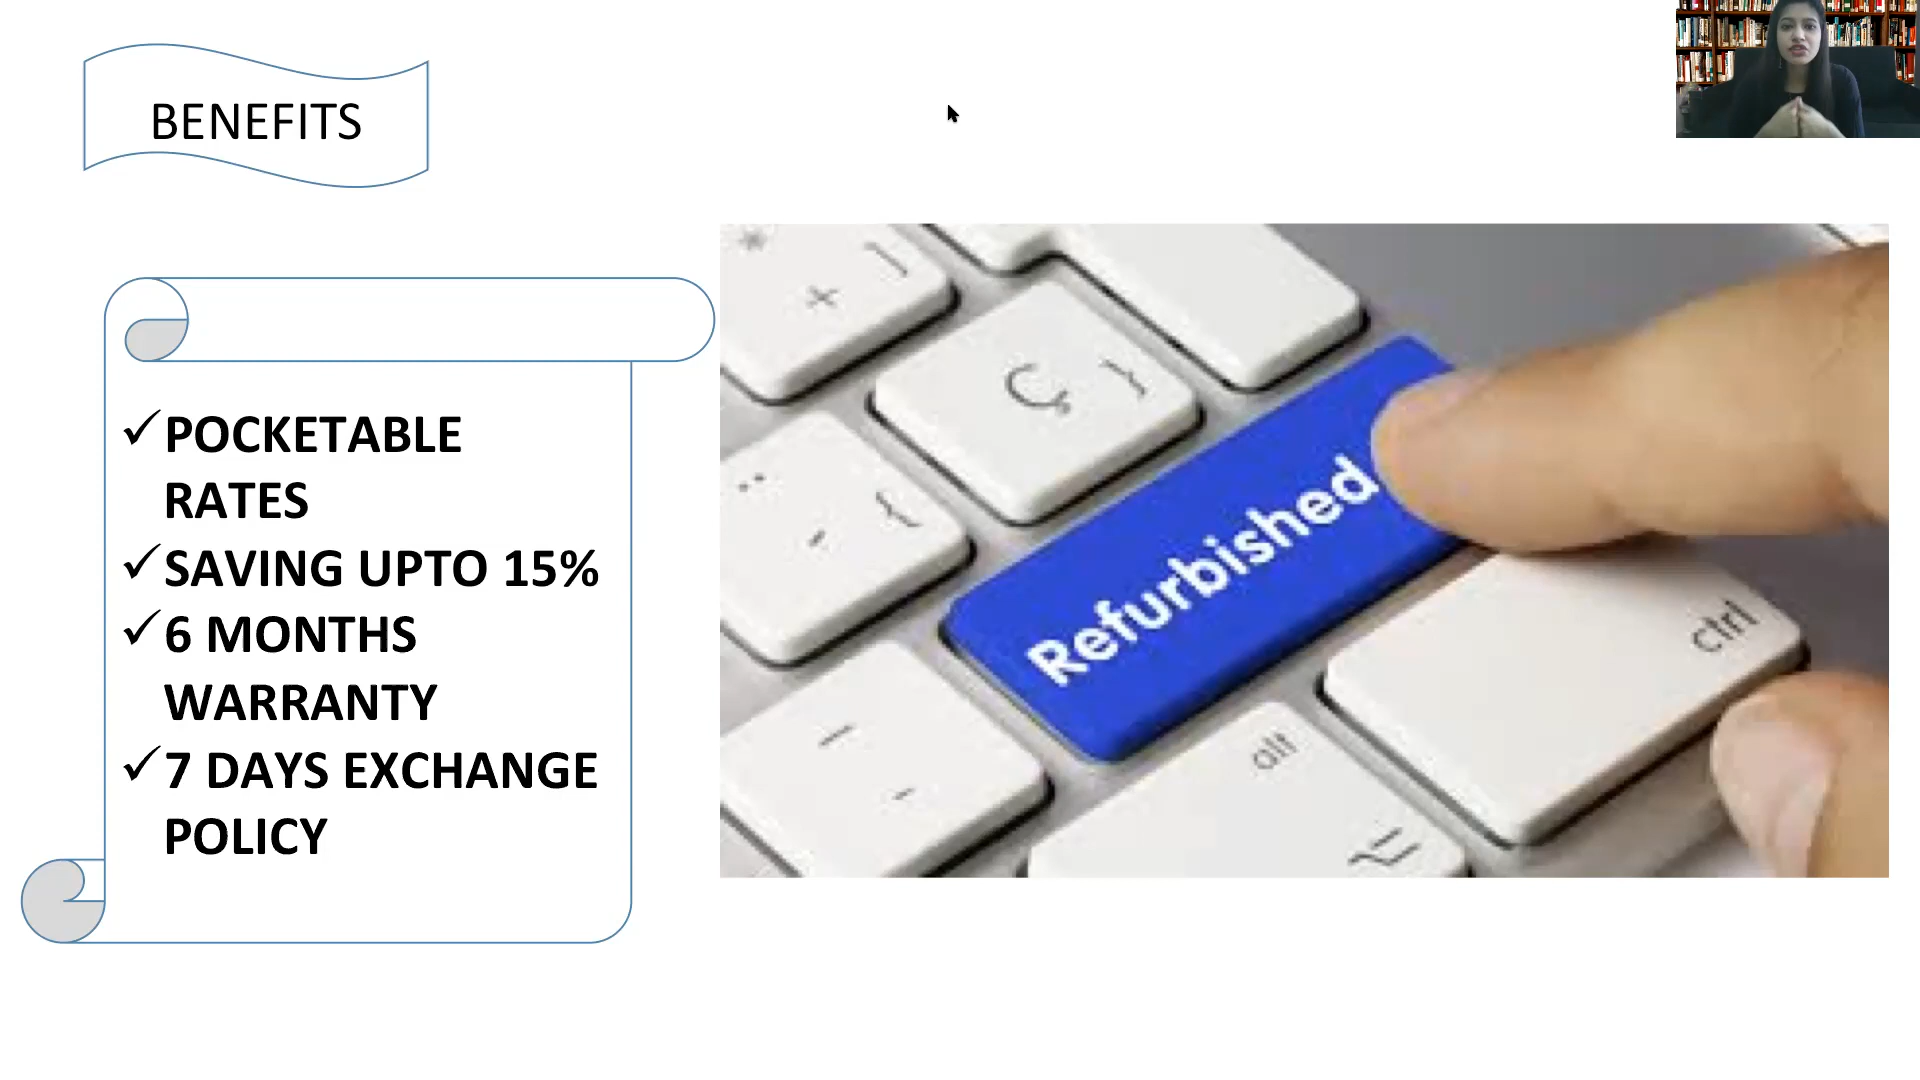 BENEFITS
✓POCKETABLE
RATES
✓SAVING UPTO 15%
✓6 MONTHS
WARRANTY
✓7 DAYS EXCHANGE
POLICY
* ]
+
Ç }
¨ {
-
Refurbished
ctrl
alt